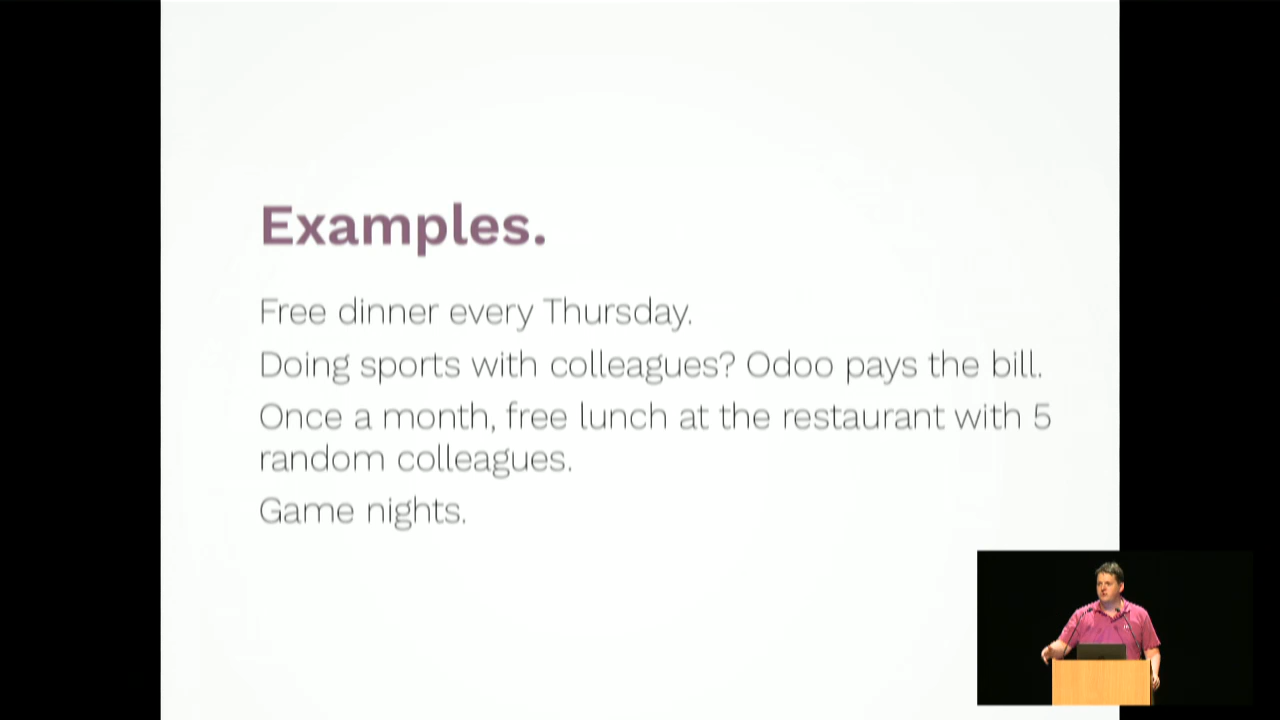 Examples.
Free dinner every Thursday.
Doing sports with colleagues? Odoo pays the bill.
Once a month, free lunch at the restaurant with 5
random colleagues.
Game nights.